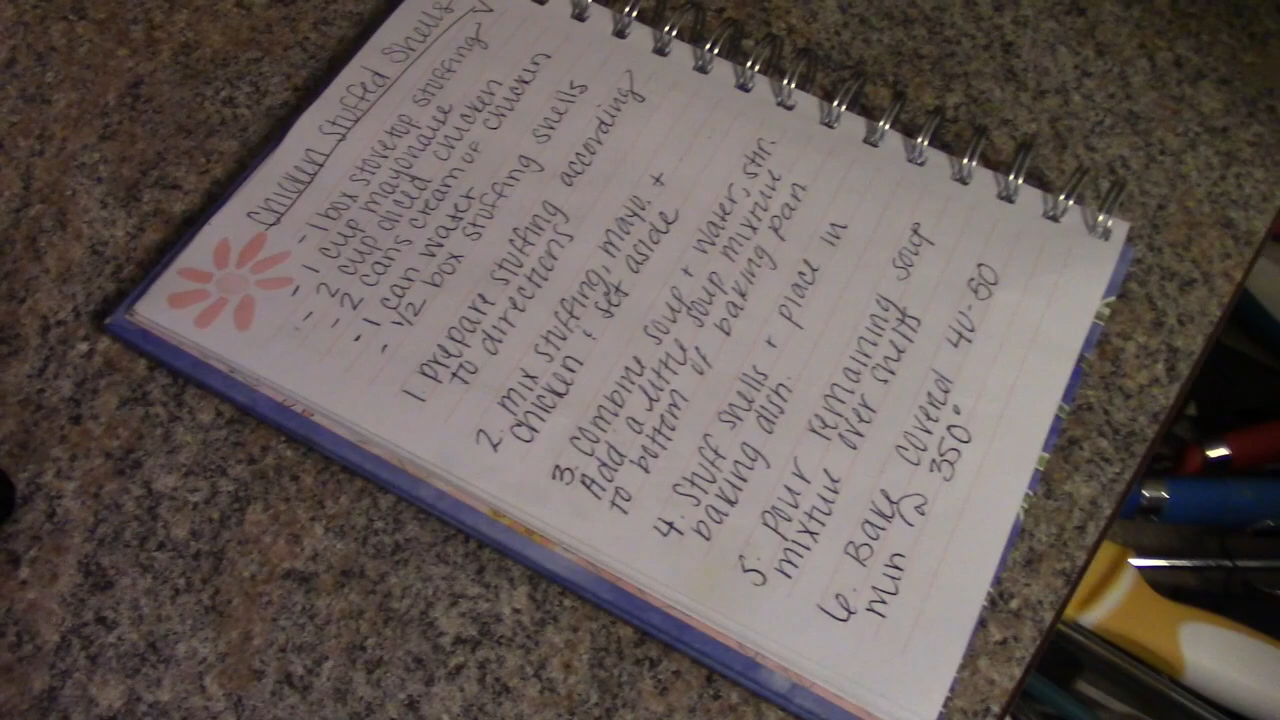 Chicken Stuffed Shells
- 1 box stove top stuffing
- 1 cup mayonaise
- 2 cup diced chicken
- 2 cans cream of chicken
- 1 can water
- 1/2 box stuffing shells
1. Prepare stuffing according
to directions
2. mix stuffing, mayo. +
chicken & set aside
3. Combine soup + water, stir.
Add a little soup mixture
to bottom of baking pan
4. Stuff shells + place in
baking dish.
5. Pour remaining soup
mixture over shells
6. Bake covered 40-50
min @ 350°